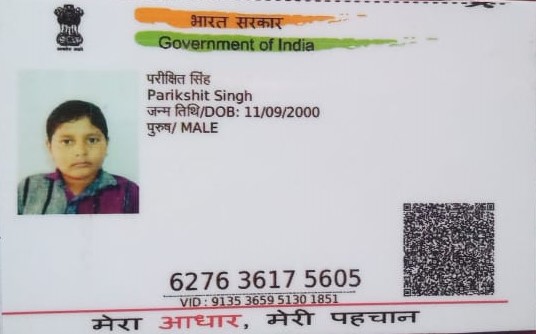 भारत सरकार
Government of India
परीक्षित सिंह
Parikshit Singh
जन्म तिथि/DOB: 11/09/2000
पुरुष/ MALE
6276 3617 5605
VID : 9135 3659 5130 1851
मेरा आधार, मेरी पहचान